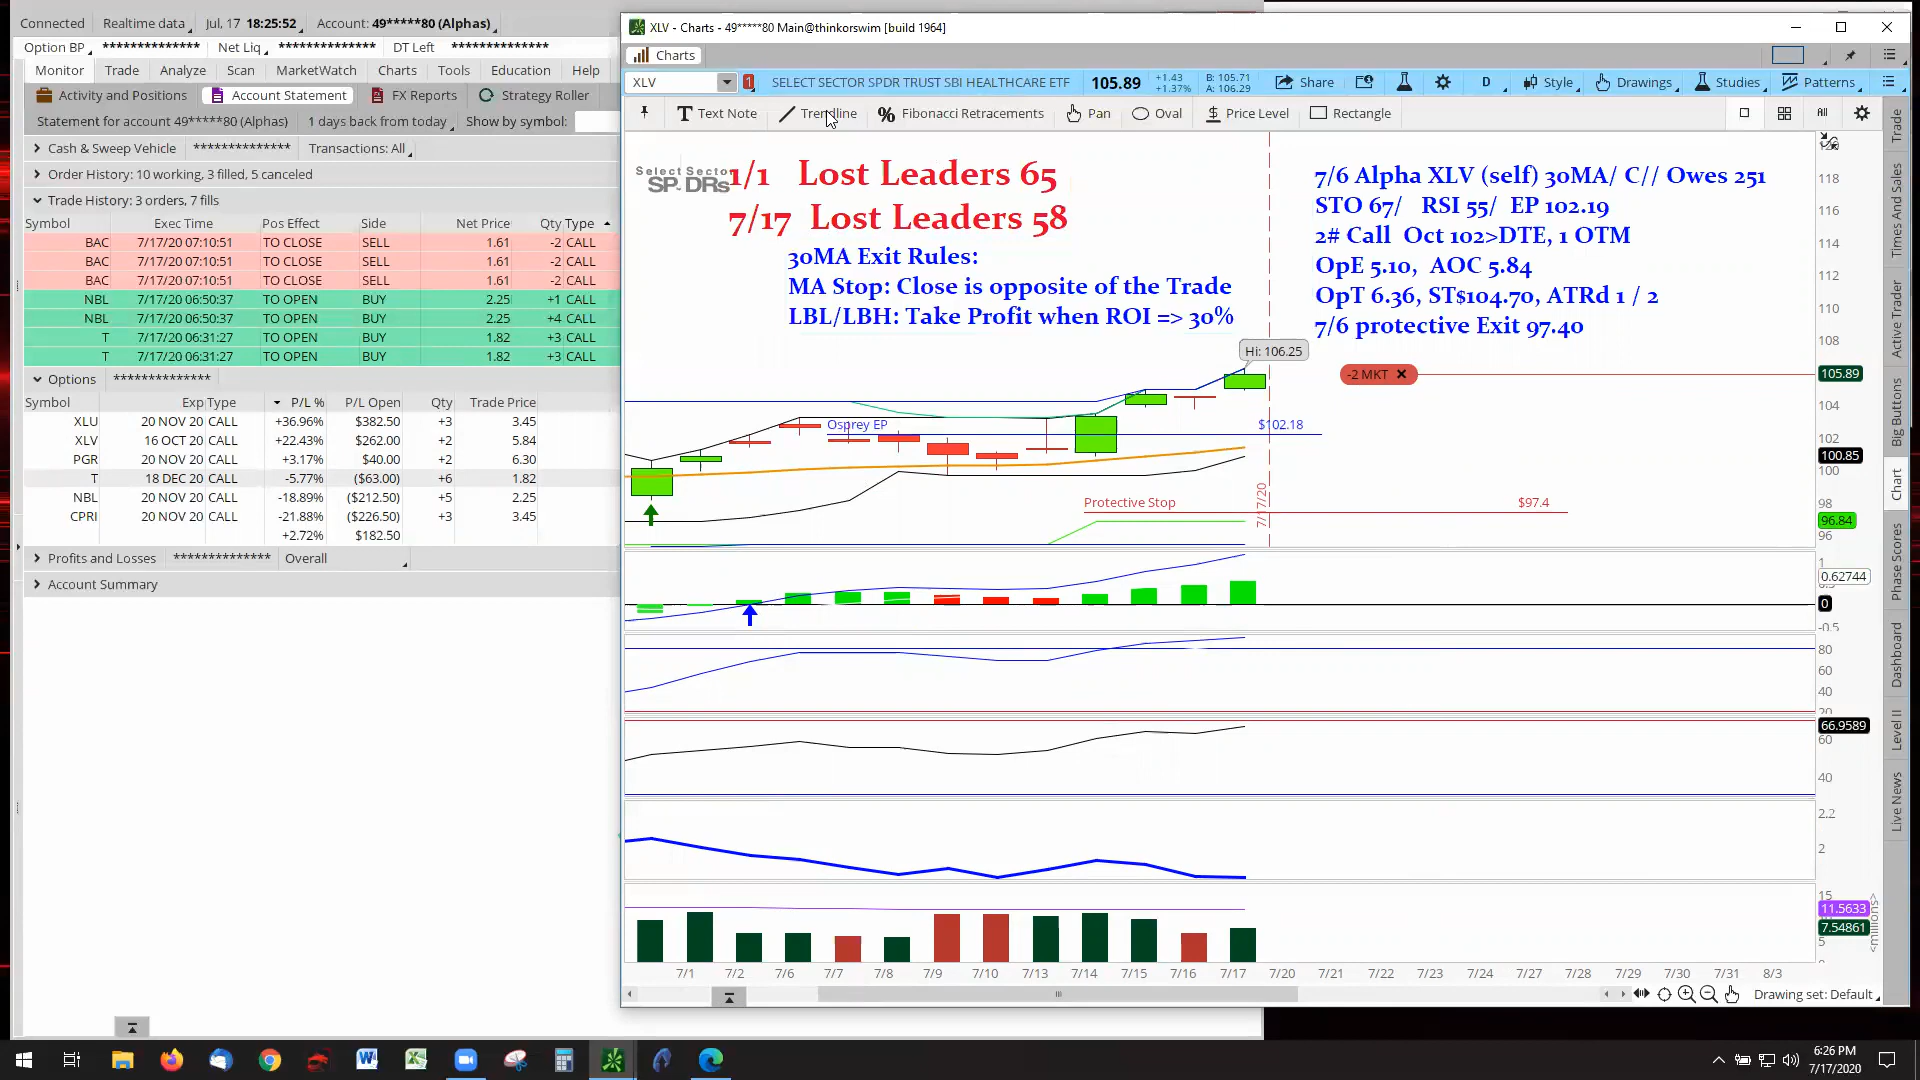 Connected Realtime data Jul, 17 18:25:52 Account: 49*****80 (Alphas)
Option BP ************** Net Liq ************** DT Left **************
Monitor Trade Analyze Scan MarketWatch Charts Tools Education Help
Activity and Positions Account Statement FX Reports Strategy Roller
Statement for account 49*****80 (Alphas) 1 days back from today Show by symbol:
Cash & Sweep Vehicle ************** Transactions: All
Order History: 10 working, 3 filled, 5 canceled
Trade History: 3 orders, 7 fills
Symbol Exec Time Pos Effect Side Net Price Qty Type
BAC 7/17/20 07:10:51 TO CLOSE SELL 1.61 -2 CALL
BAC 7/17/20 07:10:51 TO CLOSE SELL 1.61 -2 CALL
BAC 7/17/20 07:10:51 TO CLOSE SELL 1.61 -2 CALL
NBL 7/17/20 06:50:37 TO OPEN BUY 2.25 +1 CALL
NBL 7/17/20 06:50:37 TO OPEN BUY 2.25 +4 CALL
T 7/17/20 06:31:27 TO OPEN BUY 1.82 +3 CALL
T 7/17/20 06:31:27 TO OPEN BUY 1.82 +3 CALL
Options **************
Symbol Exp Type P/L % P/L Open Qty Trade Price
XLU 20 NOV 20 CALL +36.96% $382.50 +3 3.45
XLV 16 OCT 20 CALL +22.43% $262.00 +2 5.84
PGR 20 NOV 20 CALL +3.17% $40.00 +2 6.30
T 18 DEC 20 CALL -5.77% ($63.00) +6 1.82
NBL 20 NOV 20 CALL -18.89% ($212.50) +5 2.25
CPRI 20 NOV 20 CALL -21.88% ($226.50) +3 3.45
+2.72% $182.50
Profits and Losses ************** Overall
Account Summary
XLV - Charts - 49*****80 Main@thinkorswim [build 1964]
Charts
XLV 1 SELECT SECTOR SPDR TRUST SBI HEALTHCARE ETF 105.89 +1.43 +1.37% B: 105.71 A: 106.29 Share D Style Drawings Studies Patterns
Text Note Trendline Fibonacci Retracements Pan Oval Price Level Rectangle All
Select Sector
SPDRs
1/1 Lost Leaders 65
7/17 Lost Leaders 58
30MA Exit Rules:
MA Stop: Close is opposite of the Trade
LBL/LBH: Take Profit when ROI => 30%
7/6 Alpha XLV (self) 30MA/ C// Owes 251
STO 67/ RSI 55/ EP 102.19
2# Call Oct 102>DTE, 1 OTM
OpE 5.10, AOC 5.84
OpT 6.36, ST$104.70, ATRd 1 / 2
7/6 protective Exit 97.40
Hi: 106.25
-2 MKT
Osprey EP $102.18
Protective Stop $97.4
7/17/20
118
116
114
112
110
108
105.89
104
102
100.85
100
98
96.84
96
1
0.62744
0
-0.5
80
60
40
20
66.9589
60
40
2.2
2
15
11.5633
7.54861
5
<millions>
7/1 7/2 7/6 7/7 7/8 7/9 7/10 7/13 7/14 7/15 7/16 7/17 7/20 7/21 7/22 7/23 7/24 7/27 7/28 7/29 7/30 7/31 8/3
Drawing set: Default
Trade
Times And Sales
Active Trader
Big Buttons
Chart
Phase Scores
Dashboard
Level II
Live News
6:26 PM
7/17/2020